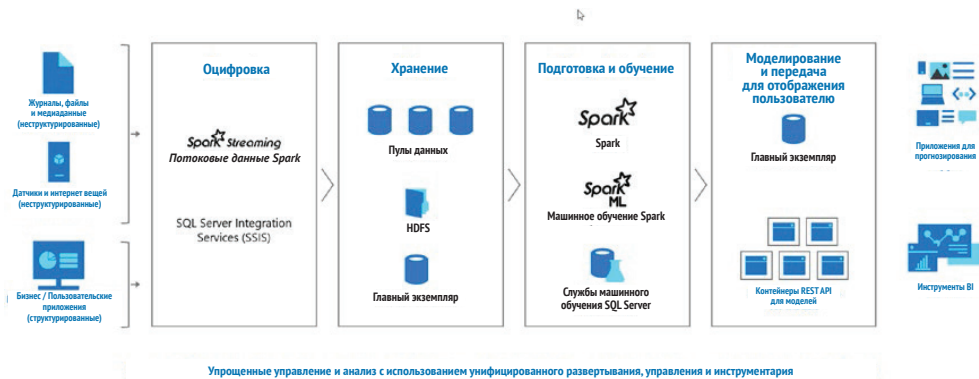 Журналы, файлы
и медиаданные
(неструктурированные)
Датчики и интернет вещей
(неструктурированные)
Бизнес / Пользовательские
приложения
(структурированные)
Оцифровка
Spark Streaming
Потоковые данные Spark
SQL Server Integration
Services (SSIS)
Хранение
Пулы данных
HDFS
Главный экземпляр
Подготовка и обучение
Spark
Spark
Spark
ML
Машинное обучение Spark
Службы машинного
обучения SQL Server
Моделирование
и передача
для отображения
пользователю
Главный экземпляр
Контейнеры REST API
для моделей
Приложения для
прогнозирования
Инструменты BI
Упрощенные управление и анализ с использованием унифицированного развертывания, управления и инструментария